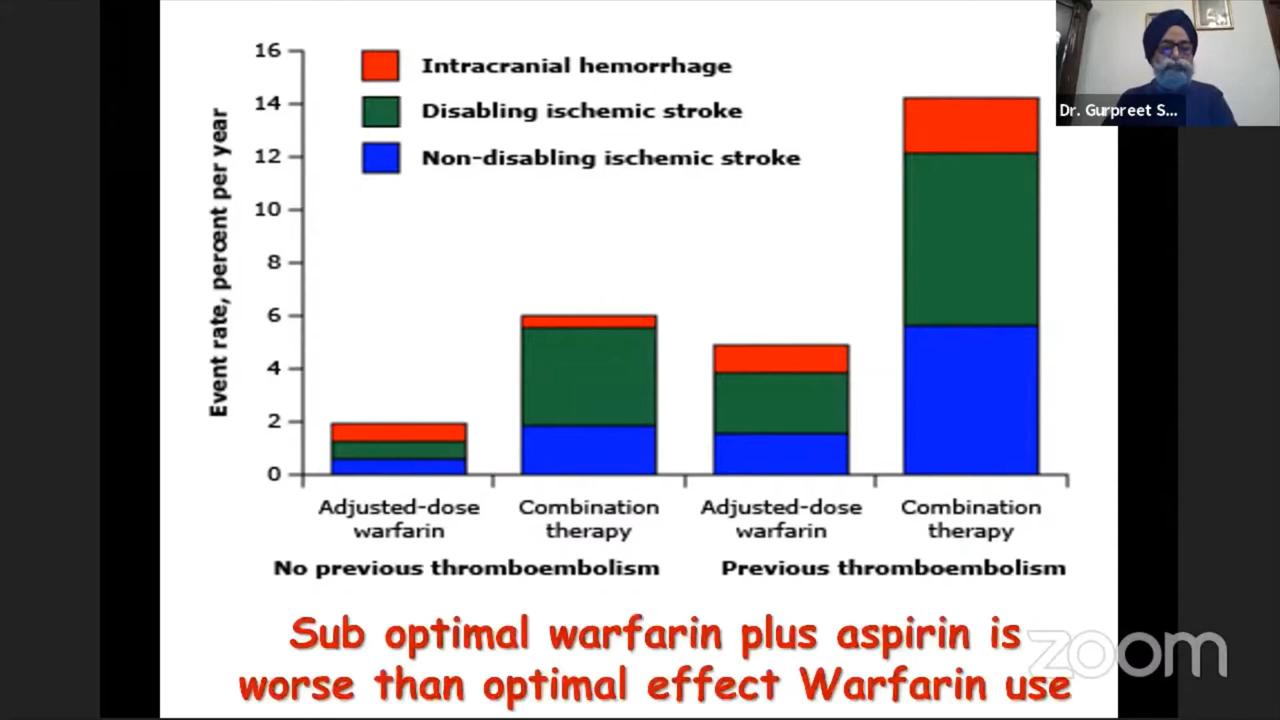 16
14
12
10
8
6
4
2
0
Event rate, percent per year
Intracranial hemorrhage
Disabling ischemic stroke
Non-disabling ischemic stroke
Adjusted-dose warfarin
Combination therapy
Adjusted-dose warfarin
Combination therapy
No previous thromboembolism
Previous thromboembolism
Sub optimal warfarin plus aspirin is
worse than optimal effect Warfarin use
Dr. Gurpreet S...
zoom